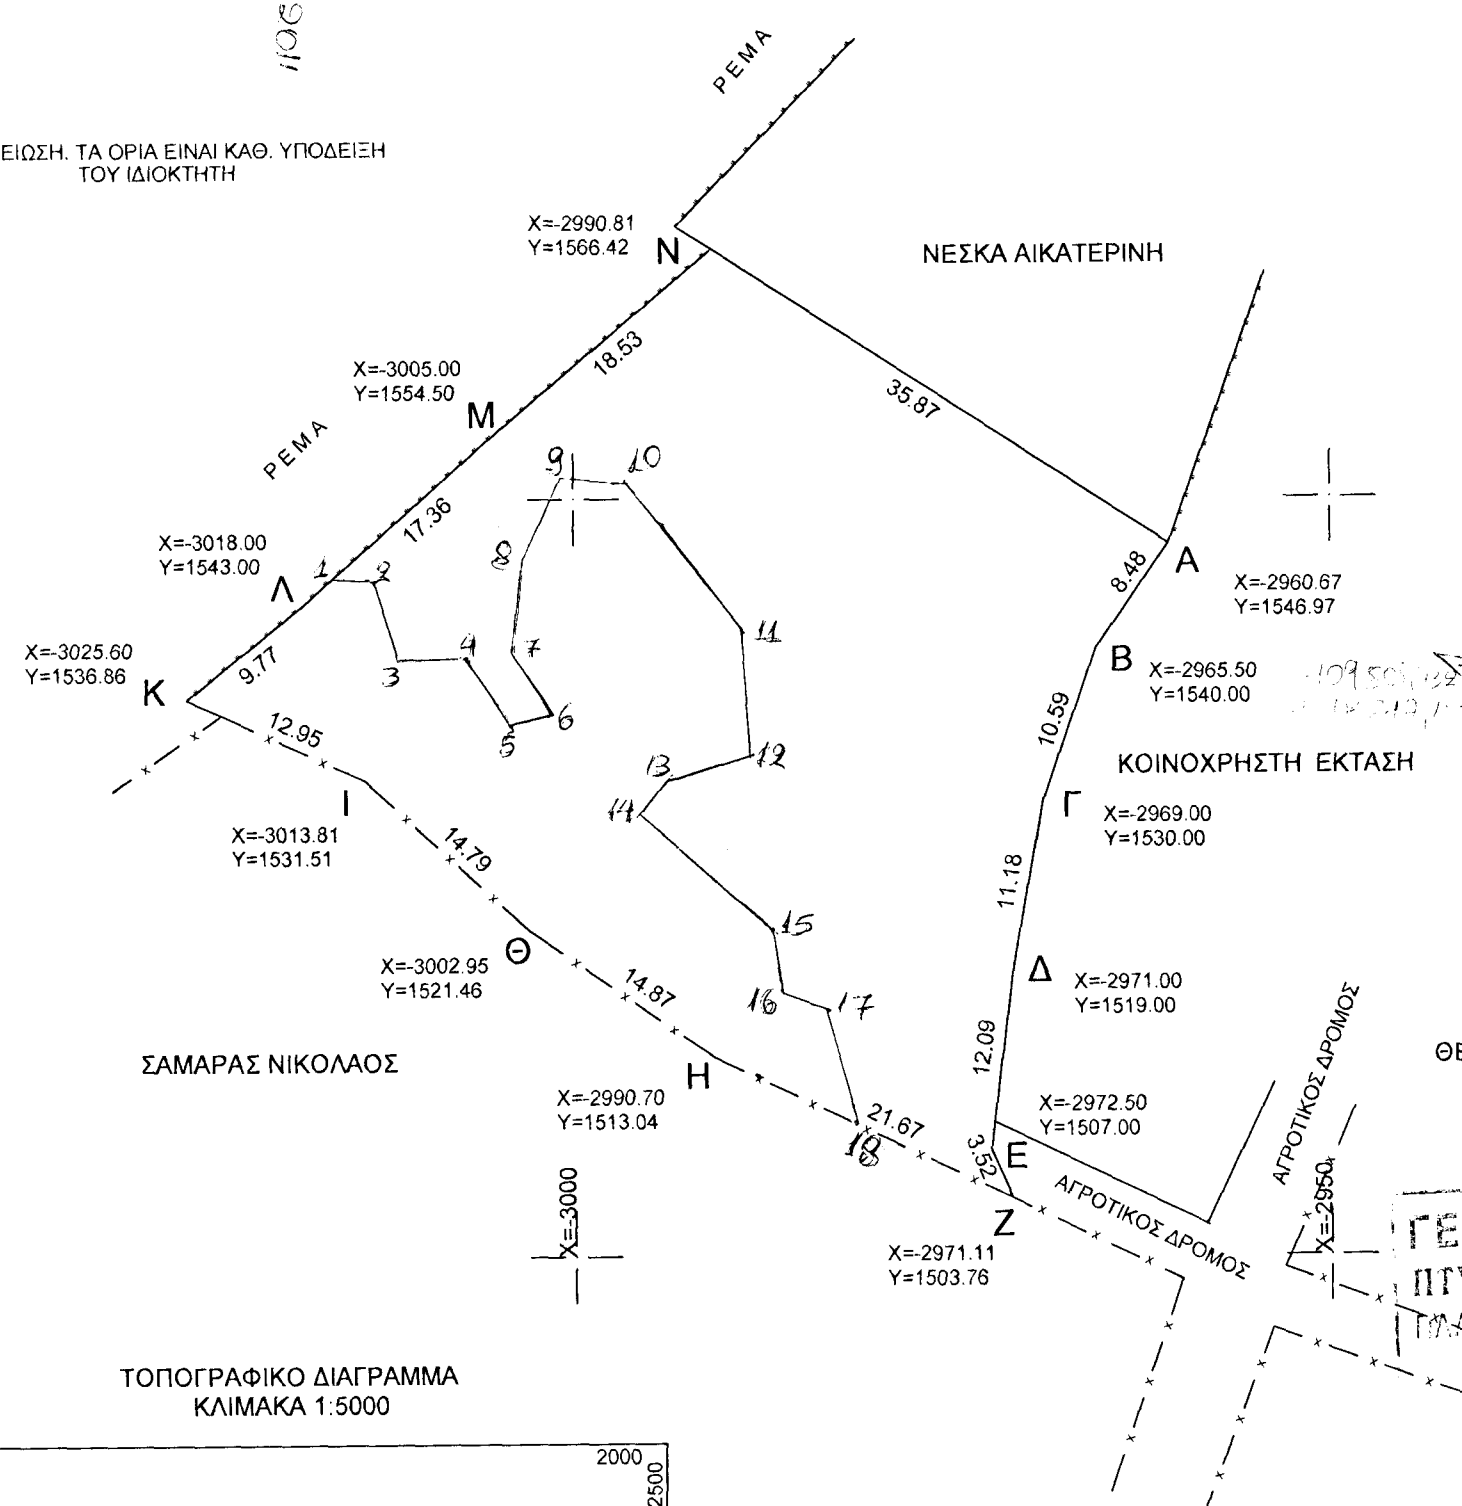 1106
ΡΕΜΑ
ΕΙΩΣΗ. ΤΑ ΟΡΙΑ ΕΙΝΑΙ ΚΑΘ. ΥΠΟΔΕΙΞΗ
ΤΟΥ ΙΔΙΟΚΤΗΤΗ
X=-2990.81
Y=1566.42
Ν
ΝΕΣΚΑ ΑΙΚΑΤΕΡΙΝΗ
18.53
X=-3005.00
Y=1554.50
Μ
35.87
ΡΕΜΑ
9
10
17.36
X=-3018.00
Y=1543.00
Λ
1
2
8
8.48
Α
X=-2960.67
Y=1546.97
X=-3025.60
Y=1536.86
Κ
9.77
3
4
7
11
Β
X=-2965.50
Y=1540.00
12.95
5
6
10.59
12
13
ΚΟΙΝΟΧΡΗΣΤΗ ΕΚΤΑΣΗ
Ι
14
Γ
X=-2969.00
Y=1530.00
X=-3013.81
Y=1531.51
14.79
11.18
15
Θ
X=-3002.95
Y=1521.46
14.87
16
17
Δ
X=-2971.00
Y=1519.00
ΑΓΡΟΤΙΚΟΣ ΔΡΟΜΟΣ
12.09
ΘΕ
ΣΑΜΑΡΑΣ ΝΙΚΟΛΑΟΣ
Η
X=-2990.70
Y=1513.04
21.67
18
X=-2972.50
Y=1507.00
3.52
Ε
ΑΓΡΟΤΙΚΟΣ ΔΡΟΜΟΣ
X=-3000
X=-2950
Ζ
X=-2971.11
Y=1503.76
ΓΕ
ΠΤΥ
ΤΟΠΟΓΡΑΦΙΚΟ ΔΙΑΓΡΑΜΜΑ
ΚΛΙΜΑΚΑ 1:5000
2000
2500